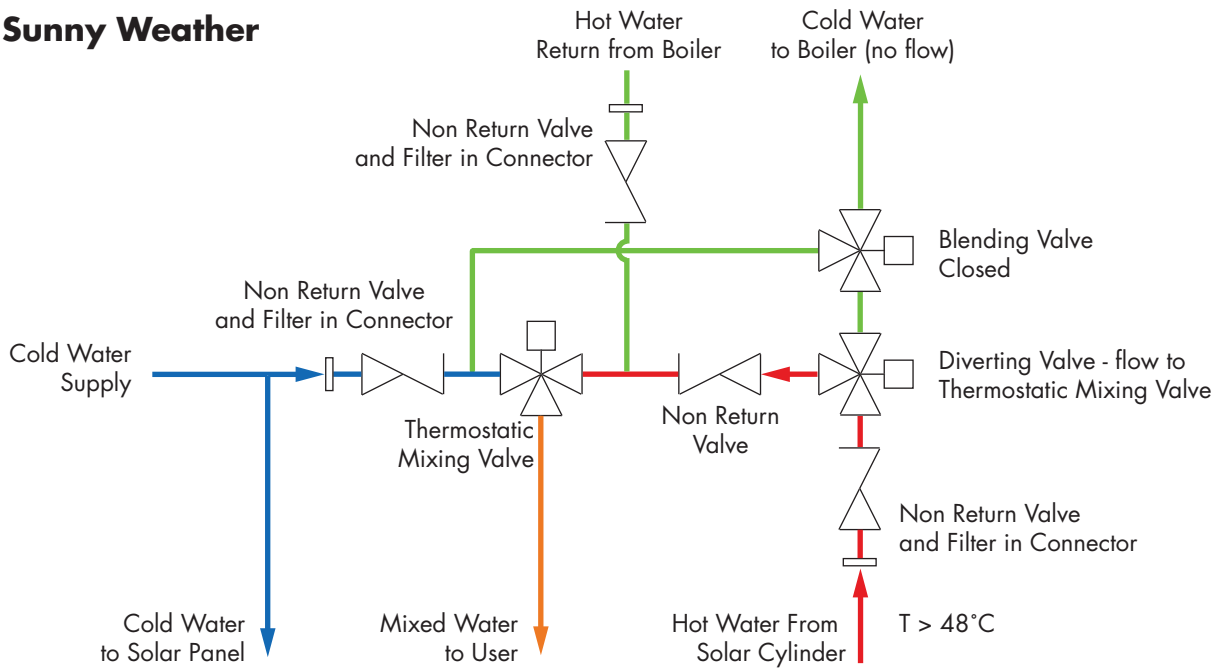 Sunny Weather
Hot Water
Return from Boiler
Cold Water
to Boiler (no flow)
Non Return Valve
and Filter in Connector
Blending Valve
Closed
Non Return Valve
and Filter in Connector
Cold Water
Supply
Diverting Valve - flow to
Thermostatic Mixing Valve
Thermostatic
Mixing Valve
Non Return
Valve
Non Return Valve
and Filter in Connector
Cold Water
to Solar Panel
Mixed Water
to User
Hot Water From
Solar Cylinder
T > 48˚C